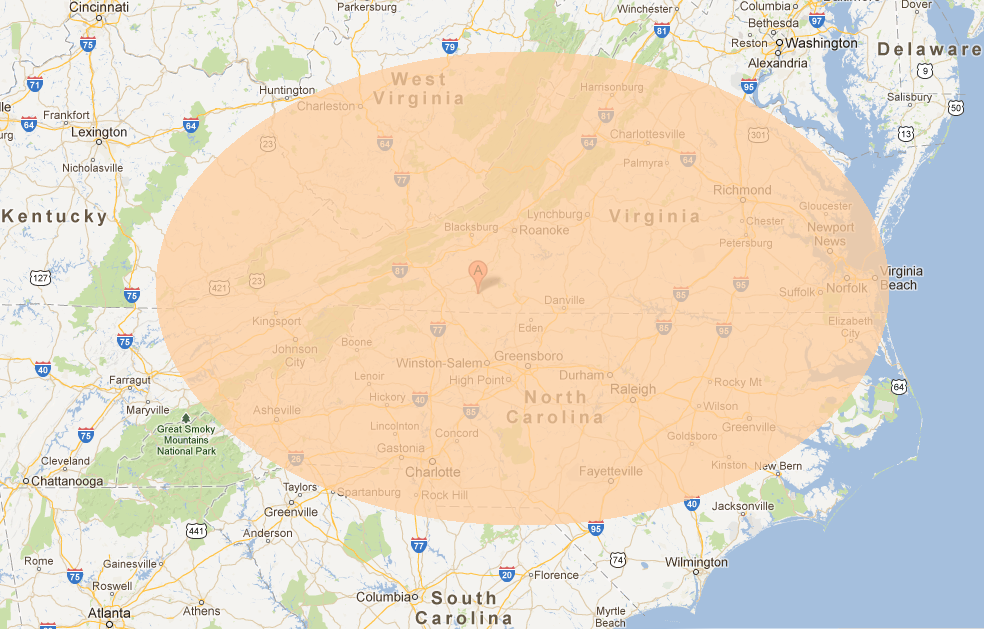 Cincinnati
Parkersburg
Winchester
Columbia
Baltimore
Dover
75
79
81
Bethesda
97
Reston
Washington
Delaware
Alexandria
71
West
Virginia
Harrisonburg
95
9
Huntington
Charleston
Salisbury
50
lle
Frankfort
64
64
81
13
Lexington
23
64
64
Charlottesville
301
urg
Palmyra
64
Nicholasville
77
Richmond
Kentucky
Lynchburg
Virginia
Gloucester
Blacksburg
Roanoke
Chester
Newport
News
Petersburg
127
81
A
Virginia
Beach
421
23
95
Norfolk
75
85
Suffolk
Danville
Kingsport
77
Eden
85
95
Elizabeth
City
75
Boone
Johnson
City
Winston-Salem
Greensboro
40
Farragut
Lenoir
High Point
Durham
Raleigh
Rocky Mt
64
Hickory
40
North
Carolina
Maryville
Asheville
85
Wilson
Great Smoky
Mountains
National Park
Lincolnton
Greenville
75
Concord
Goldsboro
Gastonia
Cleveland
26
Charlotte
Fayetteville
Kinston
New Bern
Chattanooga
Taylors
Spartanburg
Rock Hill
40
Jacksonville
Greenville
441
Anderson
95
77
74
Rome
Gainesville
Wilmington
75
20
Florence
Roswell
Columbia
South
Carolina
Atlanta
Athens
Myrtle
Beach